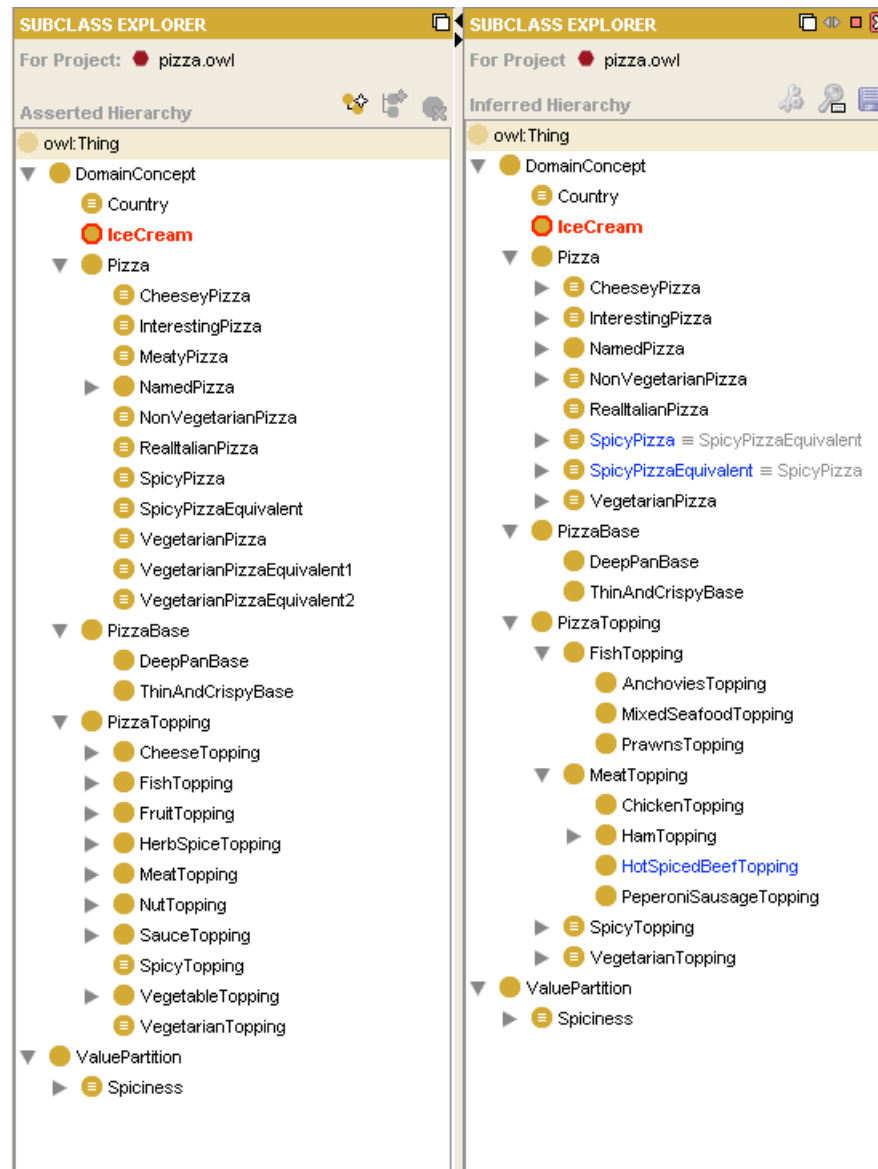 SUBCLASS EXPLORER
For Project: pizza.owl
Asserted Hierarchy
owl:Thing
DomainConcept
Country
IceCream
Pizza
CheeseyPizza
InterestingPizza
MeatyPizza
NamedPizza
NonVegetarianPizza
RealItalianPizza
SpicyPizza
SpicyPizzaEquivalent
VegetarianPizza
VegetarianPizzaEquivalent1
VegetarianPizzaEquivalent2
PizzaBase
DeepPanBase
ThinAndCrispyBase
PizzaTopping
CheeseTopping
FishTopping
FruitTopping
HerbSpiceTopping
MeatTopping
NutTopping
SauceTopping
SpicyTopping
VegetableTopping
VegetarianTopping
ValuePartition
Spiciness
SUBCLASS EXPLORER
For Project pizza.owl
Inferred Hierarchy
owl:Thing
DomainConcept
Country
IceCream
Pizza
CheeseyPizza
InterestingPizza
NamedPizza
NonVegetarianPizza
RealItalianPizza
SpicyPizza ≡ SpicyPizzaEquivalent
SpicyPizzaEquivalent ≡ SpicyPizza
VegetarianPizza
PizzaBase
DeepPanBase
ThinAndCrispyBase
PizzaTopping
FishTopping
AnchoviesTopping
MixedSeafoodTopping
PrawnsTopping
MeatTopping
ChickenTopping
HamTopping
HotSpicedBeefTopping
PeperoniSausageTopping
SpicyTopping
VegetarianTopping
ValuePartition
Spiciness